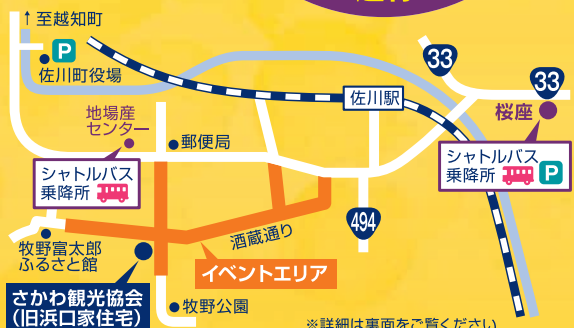 ↑至越知町
P
佐川町役場
佐川駅
33
33
桜座
地場産
センター
郵便局
シャトルバス
乗降所
シャトルバス
乗降所
P
494
酒蔵通り
牧野富太郎
ふるさと館
イベントエリア
さかわ観光協会
(旧浜口家住宅)
牧野公園
※詳細は裏面をご覧ください